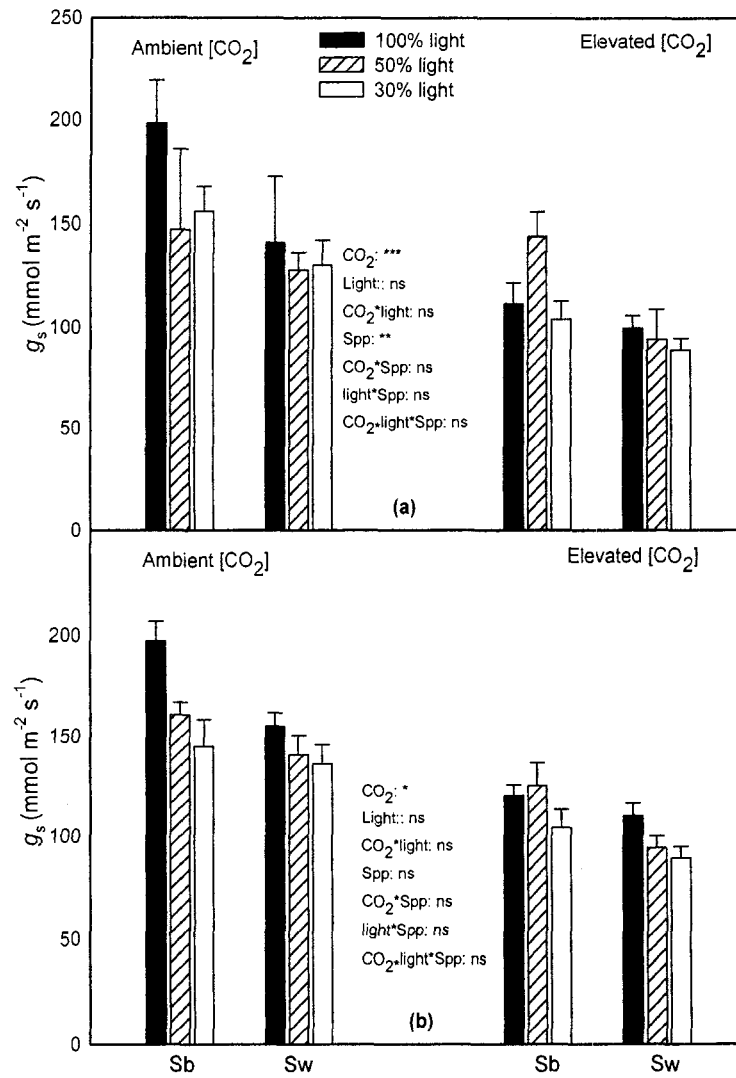 250
200
150
100
50
0
gs (mmol m-2 s-1)
Ambient [CO2]
100% light
50% light
30% light
Elevated [CO2]
CO2: ***
Light:: ns
CO2*light: ns
Spp: **
CO2*Spp: ns
light*Spp: ns
CO2*light*Spp: ns
(a)
200
150
100
50
0
gs (mmol m-2 s-1)
Ambient [CO2]
Elevated [CO2]
CO2: *
Light:: ns
CO2*light: ns
Spp: ns
CO2*Spp: ns
light*Spp: ns
CO2*light*Spp: ns
(b)
Sb Sw Sb Sw